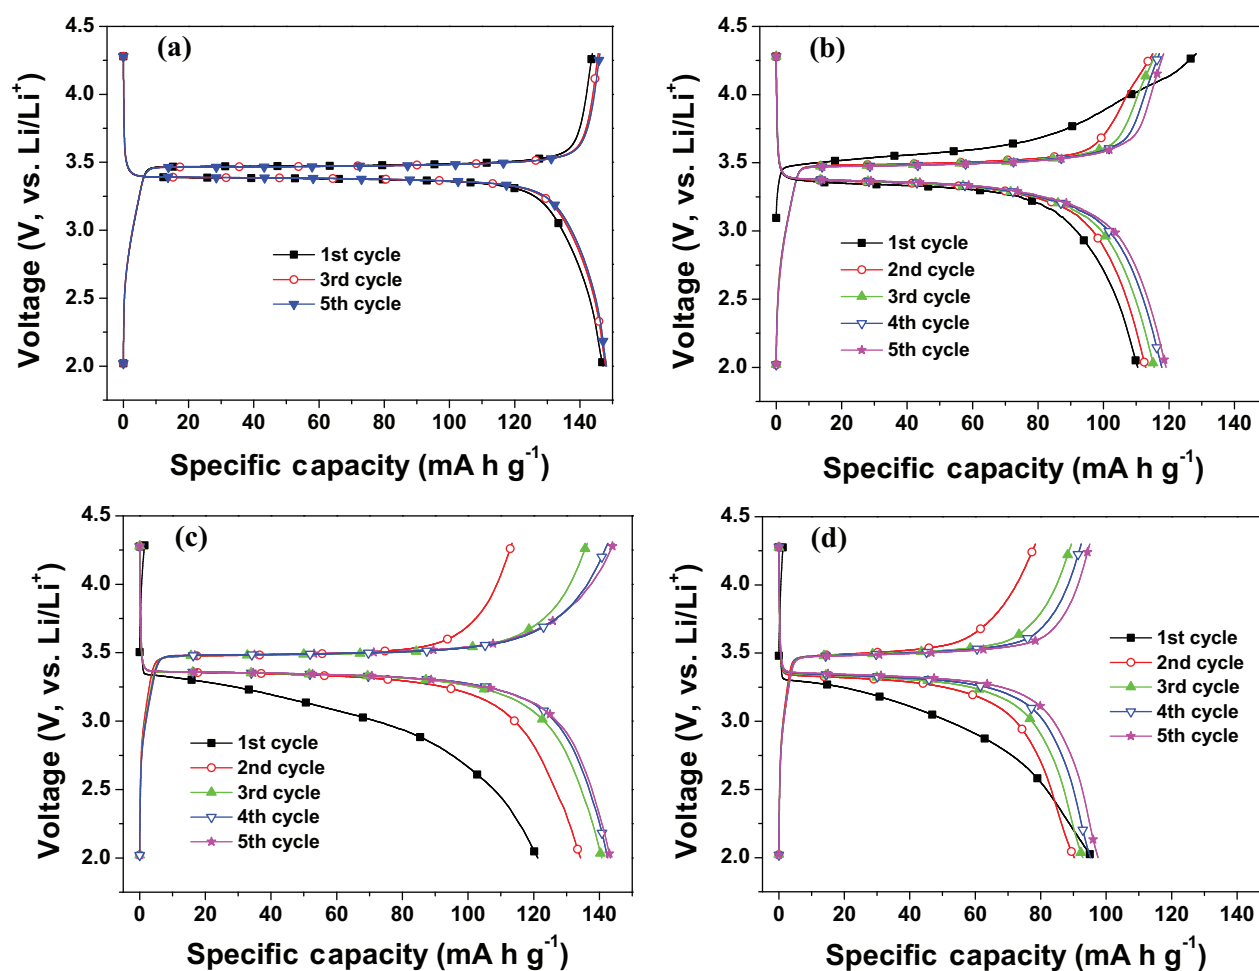 (a)
4.5
4.0
3.5
3.0
2.5
2.0
Voltage (V, vs. Li/Li⁺)
1st cycle
3rd cycle
5th cycle
0 20 40 60 80 100 120 140
Specific capacity (mA h g⁻¹)
(b)
4.5
4.0
3.5
3.0
2.5
2.0
Voltage (V, vs. Li/Li⁺)
1st cycle
2nd cycle
3rd cycle
4th cycle
5th cycle
0 20 40 60 80 100 120 140
Specific capacity (mA h g⁻¹)
(c)
4.5
4.0
3.5
3.0
2.5
2.0
Voltage (V, vs. Li/Li⁺)
1st cycle
2nd cycle
3rd cycle
4th cycle
5th cycle
0 20 40 60 80 100 120 140
Specific capacity (mA h g⁻¹)
(d)
4.5
4.0
3.5
3.0
2.5
2.0
Voltage (V, vs. Li/Li⁺)
1st cycle
2nd cycle
3rd cycle
4th cycle
5th cycle
0 20 40 60 80 100 120 140
Specific capacity (mA h g⁻¹)